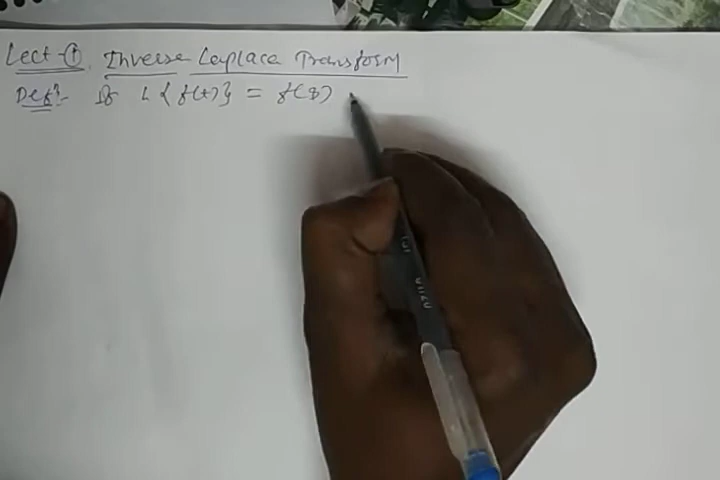 Lect-① Inverse Laplace Transform
Defⁿ:- If L{f(t)} = f(s)